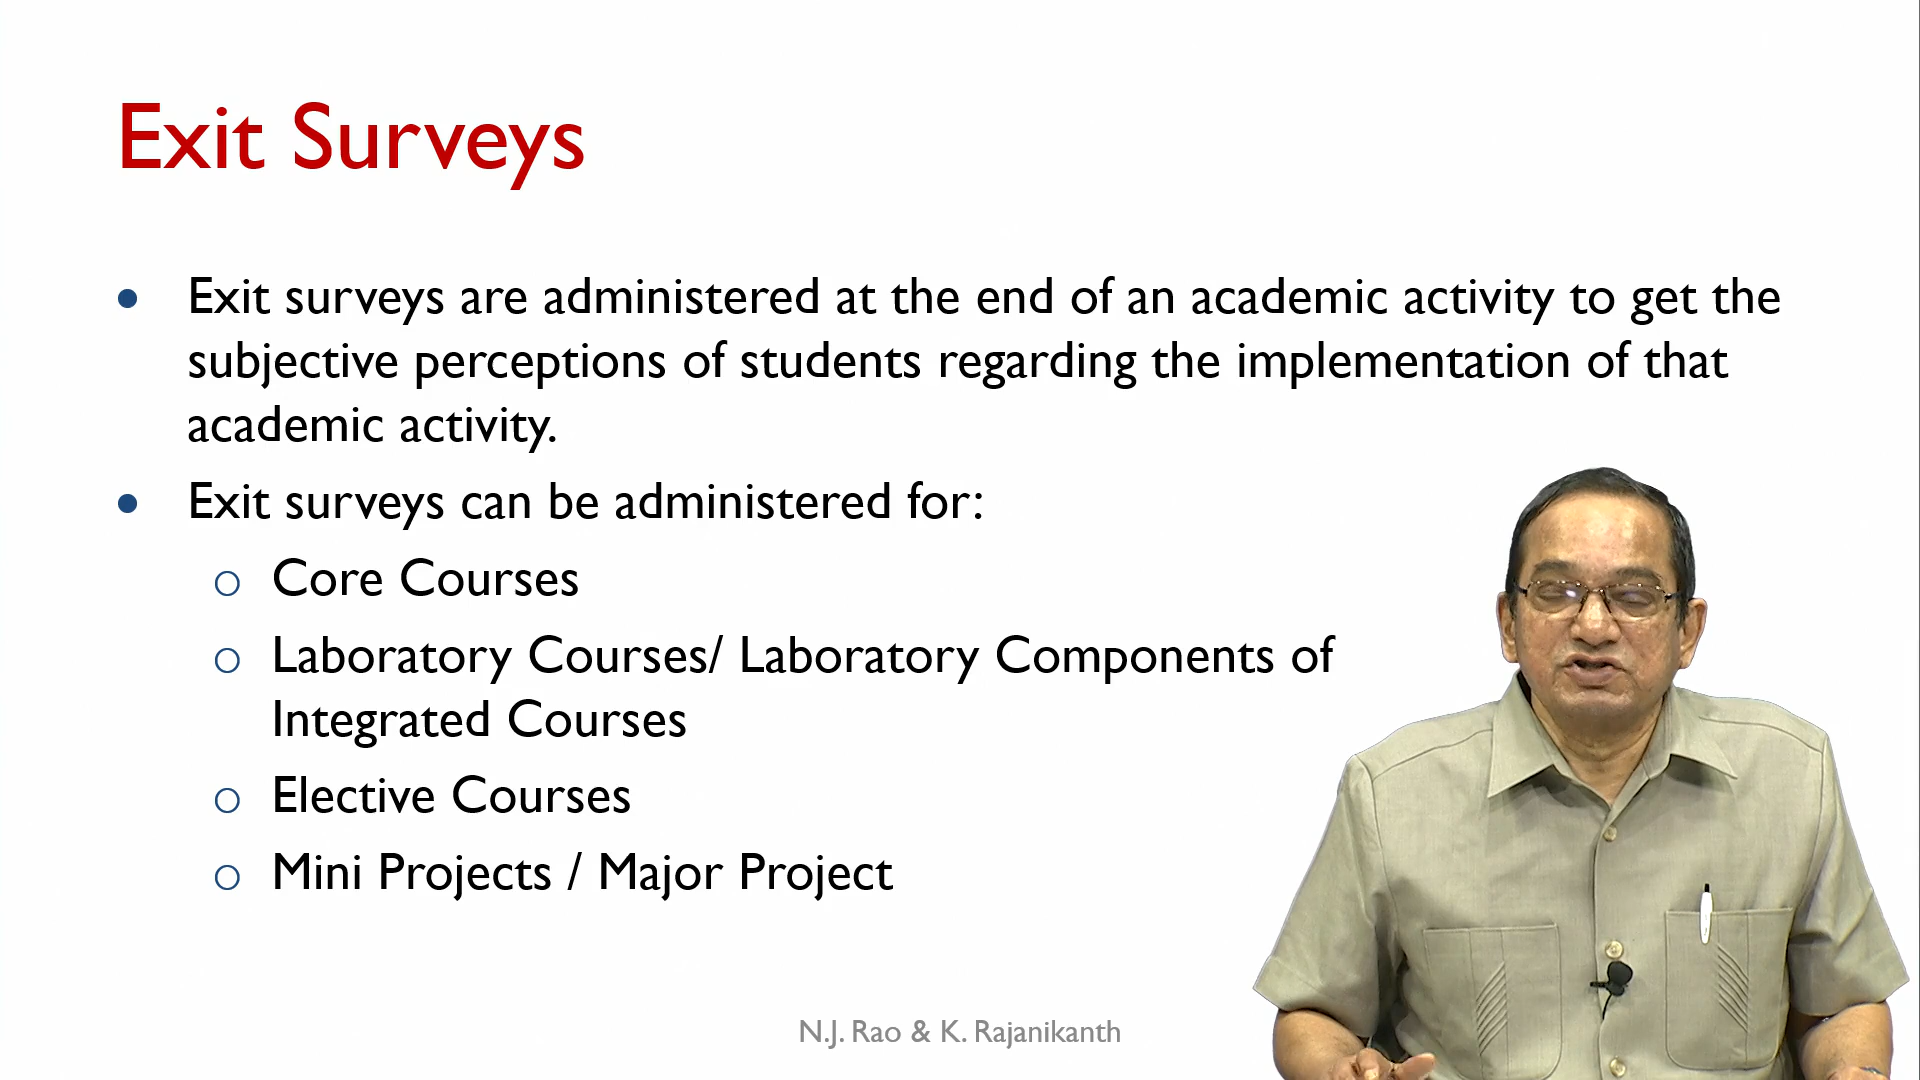 Exit Surveys
• Exit surveys are administered at the end of an academic activity to get the
subjective perceptions of students regarding the implementation of that
academic activity.
• Exit surveys can be administered for:
o Core Courses
o Laboratory Courses/ Laboratory Components of
Integrated Courses
o Elective Courses
o Mini Projects / Major Project
N.J. Rao & K. Rajanikanth